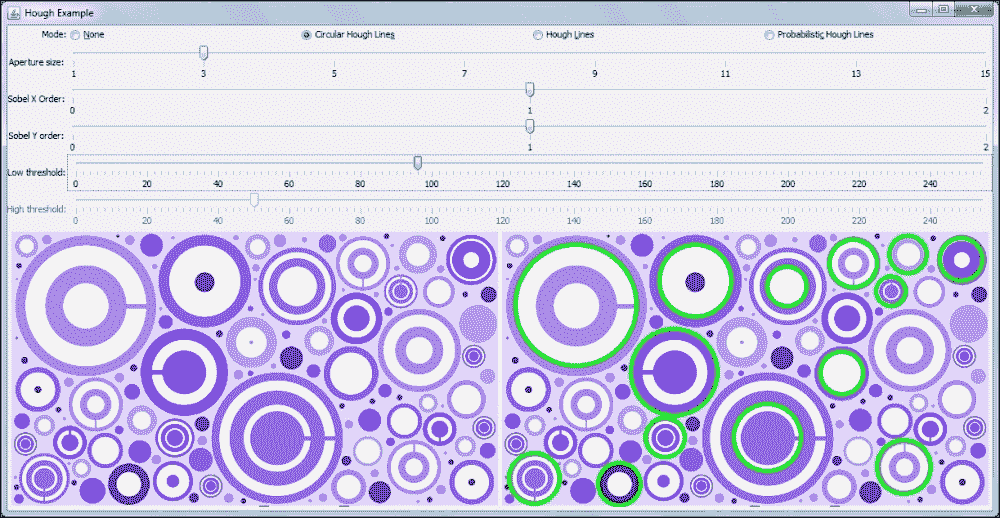 Hough Example
Mode: None Circular Hough Lines Hough Lines Probabilistic Hough Lines
Aperture size:
1 3 5 7 9 11 13 15
Sobel X Order:
0 1 2
Sobel Y order:
0 1 2
Low threshold:
0 20 40 60 80 100 120 140 160 180 200 220 240
High threshold:
0 20 40 60 80 100 120 140 160 180 200 220 240